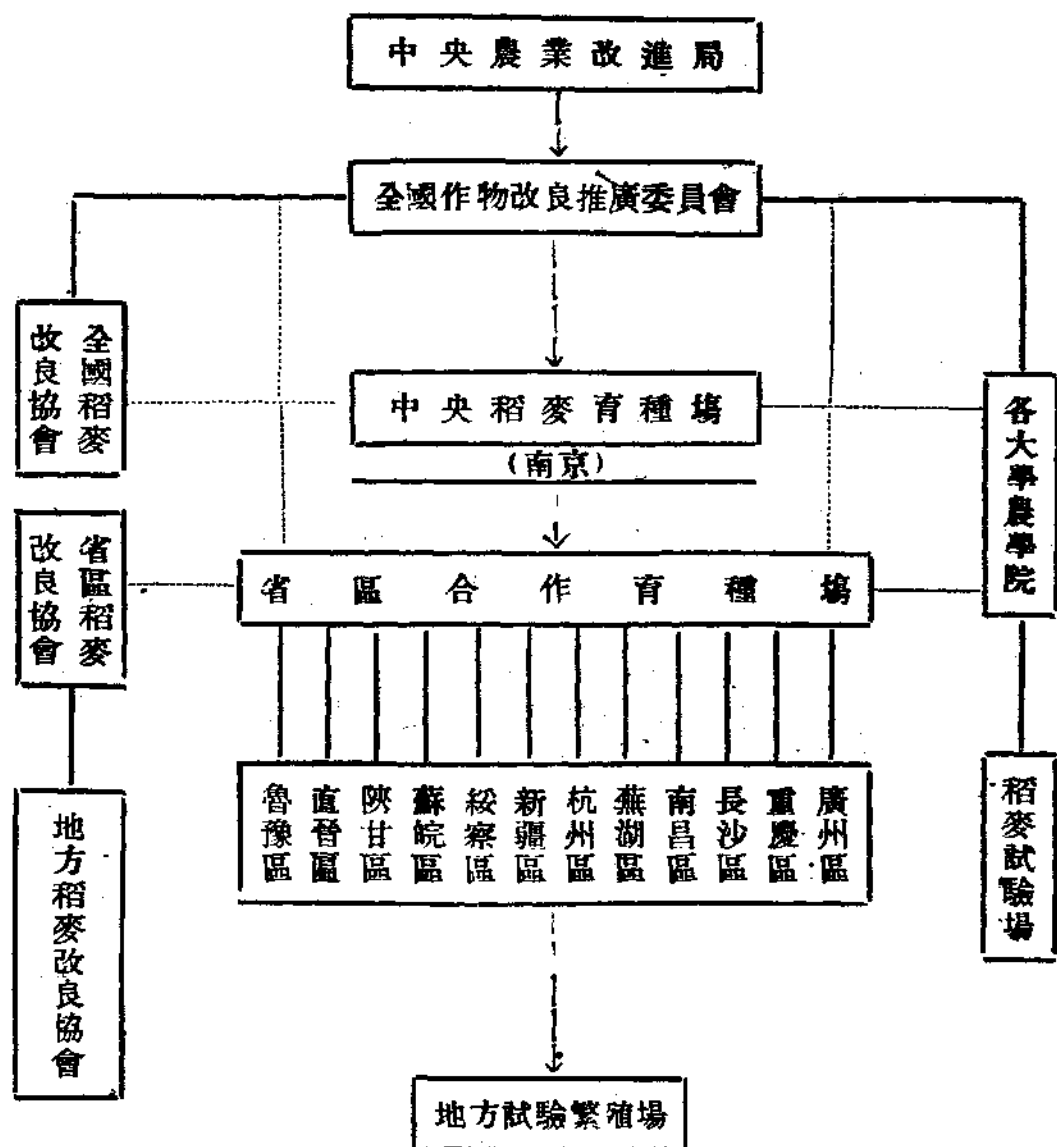 中央農業改進局
全國作物改良推廣委員會
全國稻麥
改良協會
中央稻麥育種場
(南京)
各大學農學院
省區稻麥
改良協會
省區合作育種場
魯豫區
直晉區
陜甘區
蘇皖區
綏察區
新疆區
杭州區
蕪湖區
南昌區
長沙區
重慶區
廣州區
稻麥試驗場
地方稻麥改良協會
地方試驗繁殖場